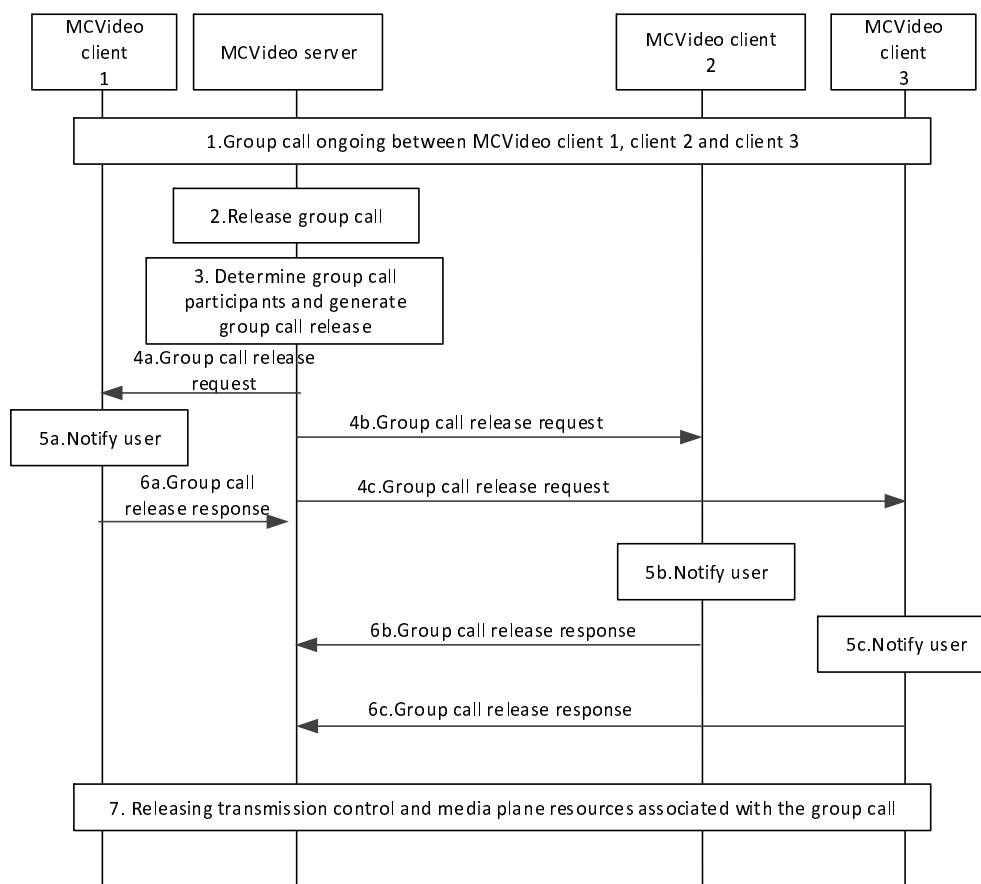 MCVideo
client
1
MCVideo server
MCVideo client
2
MCVideo
client
3
1.Group call ongoing between MCVideo client 1, client 2 and client 3
2.Release group call
3. Determine group call
participants and generate
group call release
4a.Group call release
request
5a.Notify user
4b.Group call release request
6a.Group call
release response
4c.Group call release request
5b.Notify user
6b.Group call release response
5c.Notify user
6c.Group call release response
7. Releasing transmission control and media plane resources associated with the group call